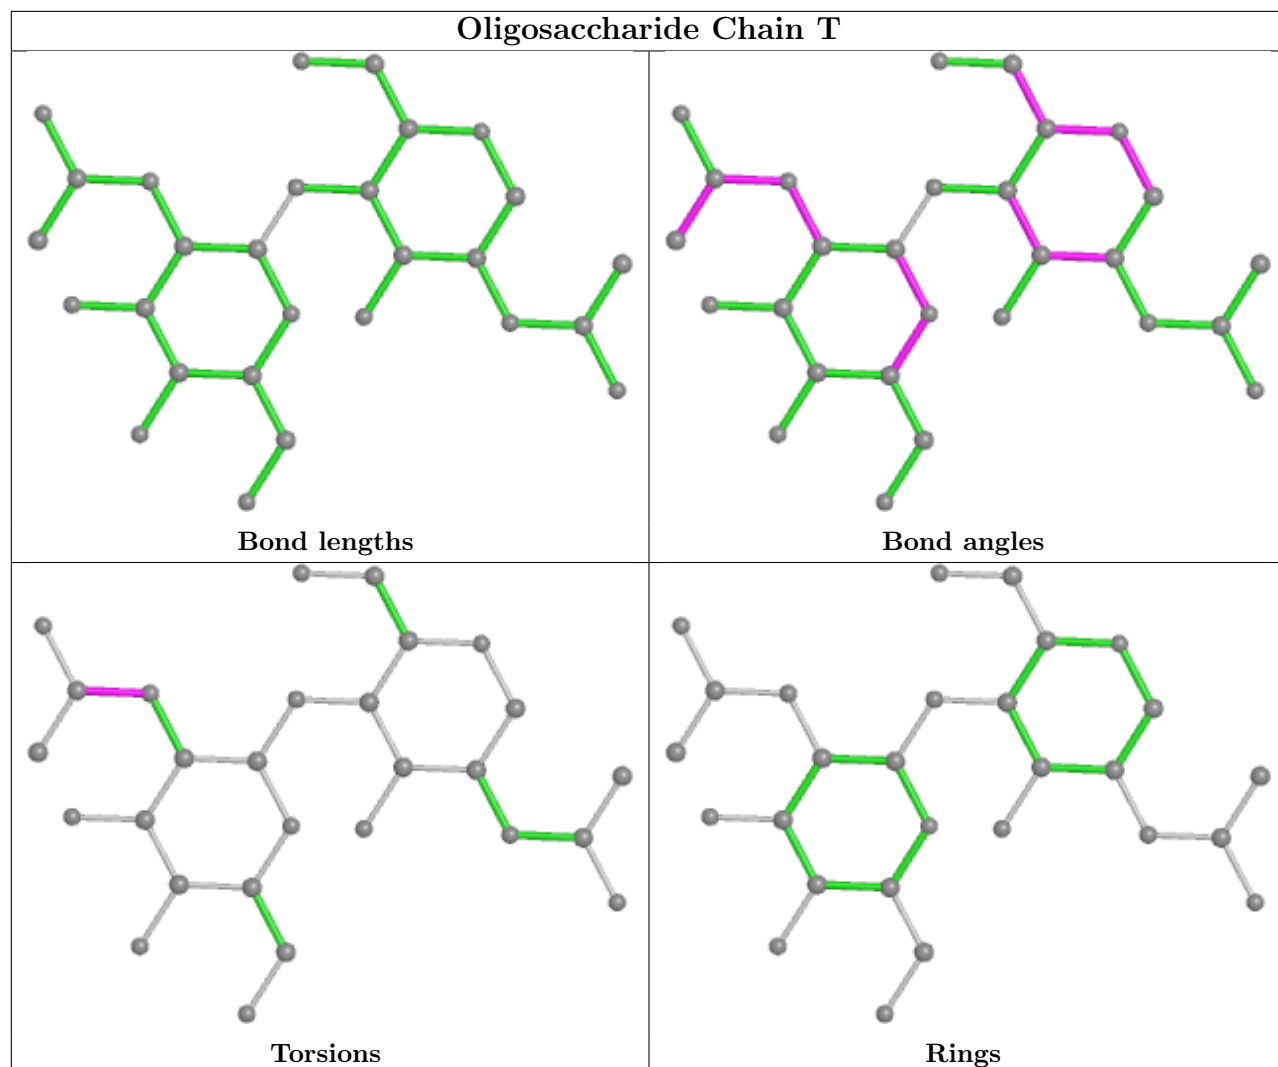 Oligosaccharide Chain T
Bond lengths
Bond angles
Torsions
Rings